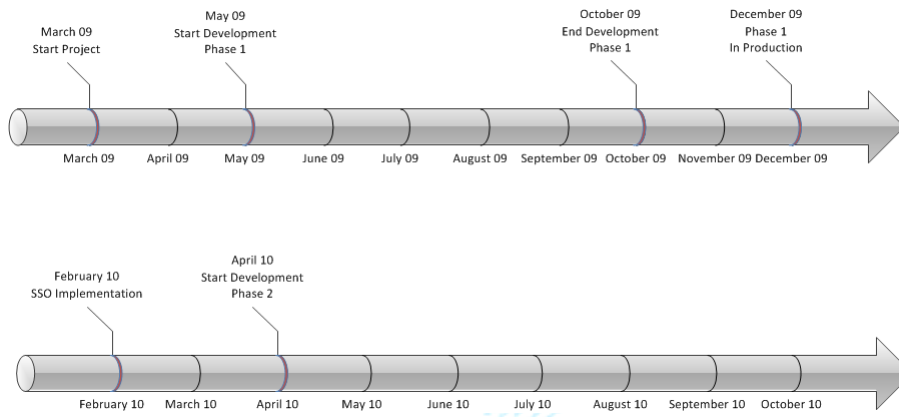 March 09
Start Project
May 09
Start Development
Phase 1
October 09
End Development
Phase 1
December 09
Phase 1
In Production
March 09 April 09 May 09 June 09 July 09 August 09 September 09 October 09 November 09 December 09
February 10
SSO Implementation
April 10
Start Development
Phase 2
February 10 March 10 April 10 May 10 June 10 July 10 August 10 September 10 October 10